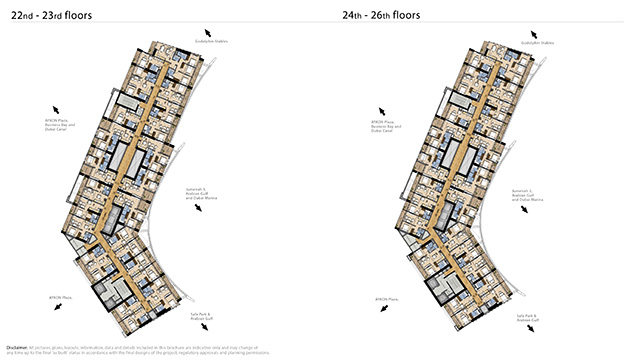 22nd - 23rd floors
24th - 26th floors
Godolphin Stables
Godolphin Stables
AYKON Plaza,
Business Bay and
Dubai Canal
AYKON Plaza,
Business Bay and
Dubai Canal
Jumeirah 1,
Arabian Gulf
and Dubai Marina
Jumeirah 1,
Arabian Gulf
and Dubai Marina
AYKON Plaza
AYKON Plaza
Safa Park &
Arabian Gulf
Safa Park &
Arabian Gulf
Disclaimer: All pictures, plans, layouts, information, data and details included in this brochure are indicative only and may change at
any time up to the final 'as built' status in accordance with the final designs of the project, regulatory approvals and planning permissions.